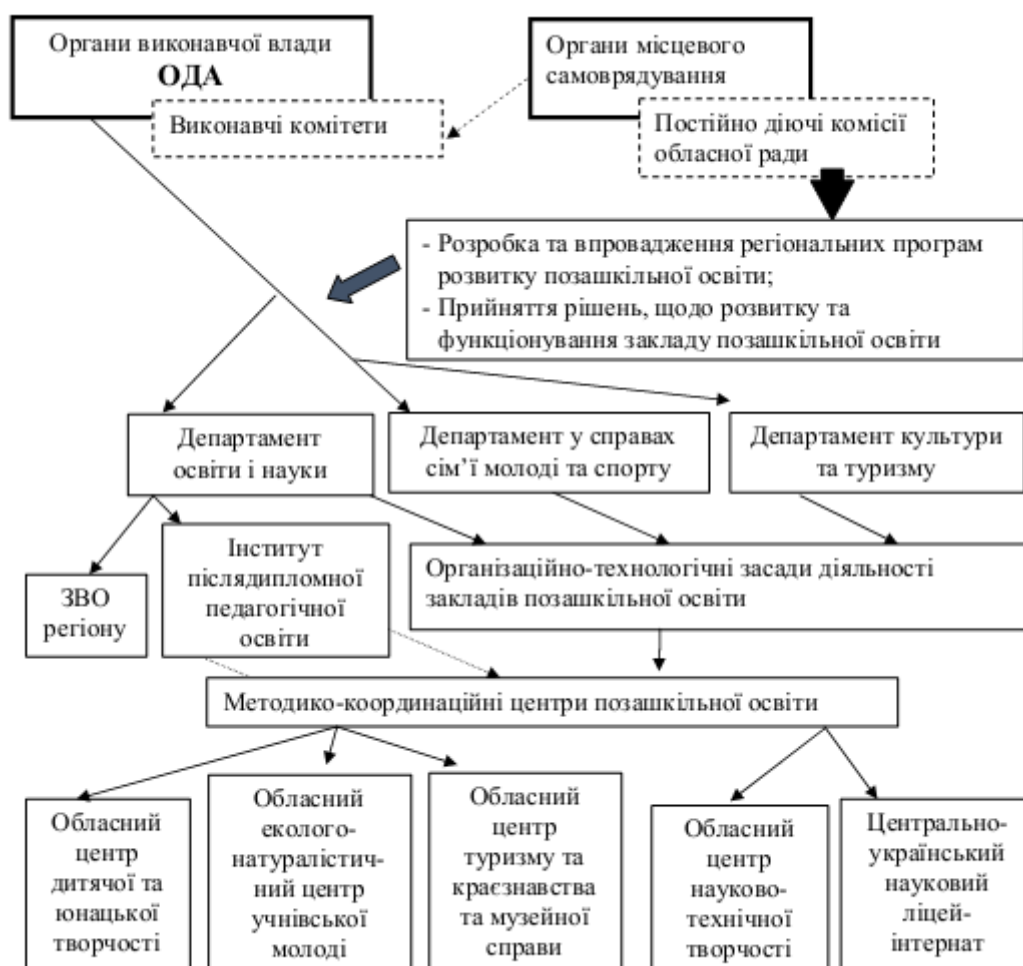 Органи виконавчої влади
ОДА
Виконавчі комітети
Органи місцевого
самоврядування
Постійно діючі комісії
обласної ради
- Розробка та впровадження регіональних програм
розвитку позашкільної освіти;
- Прийняття рішень, щодо розвитку та
функціонування закладу позашкільної освіти
Департамент
освіти і науки
Департамент у справах
сім’ї молоді та спорту
Департамент культури
та туризму
ЗВО
регіону
Інститут
післядипломної
педагогічної
освіти
Організаційно-технологічні засади діяльності
закладів позашкільної освіти
Методико-координаційні центри позашкільної освіти
Обласний
центр
дитячої та
юнацької
творчості
Обласний
еколого-
натуралістич-
ний центр
учнівської
молоді
Обласний
центр
туризму та
краєзнавства
та музейної
справи
Обласний
центр
науково-
технічної
творчості
Центрально-
український
науковий
ліцей-
інтернат